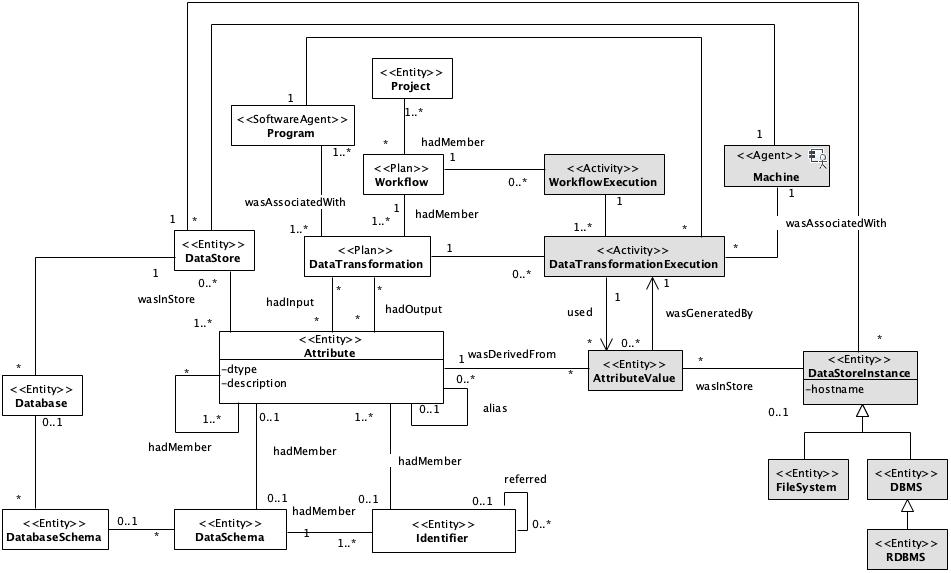 <<Entity>>
Project
1
<<SoftwareAgent>>
Program
1..*
1
*
hadMember
1..*
<<Plan>>
Workflow
1
0..*
<<Activity>>
WorkflowExecution
<<Agent>>
Machine
1
1
wasAssociatedWith
1..*
1
1..*
hadMember
1
1..*
*
wasAssociatedWith
*
1
*
<<Entity>>
DataStore
<<Plan>>
DataTransformation
1
0..*
<<Activity>>
DataTransformationExecution
1
0..*
wasInStore
1..*
hadInput
*
*
hadOutput
*
*
used
1
1
wasGeneratedBy
*
0..*
*
<<Entity>>
Attribute
-dtype
-description
1
wasDerivedFrom
0..*
*
<<Entity>>
AttributeValue
*
wasInStore
<<Entity>>
DataStoreInstance
-hostname
0..1
*
<<Entity>>
Database
0..1
*
1..*
hadMember
0..1
1..*
0..1
alias
hadMember
hadMember
<<Entity>>
FileSystem
<<Entity>>
DBMS
*
0..1
0..1
referred
0..1
0..*
<<Entity>>
DatabaseSchema
0..1
*
<<Entity>>
DataSchema
hadMember
1
1..*
<<Entity>>
Identifier
<<Entity>>
RDBMS